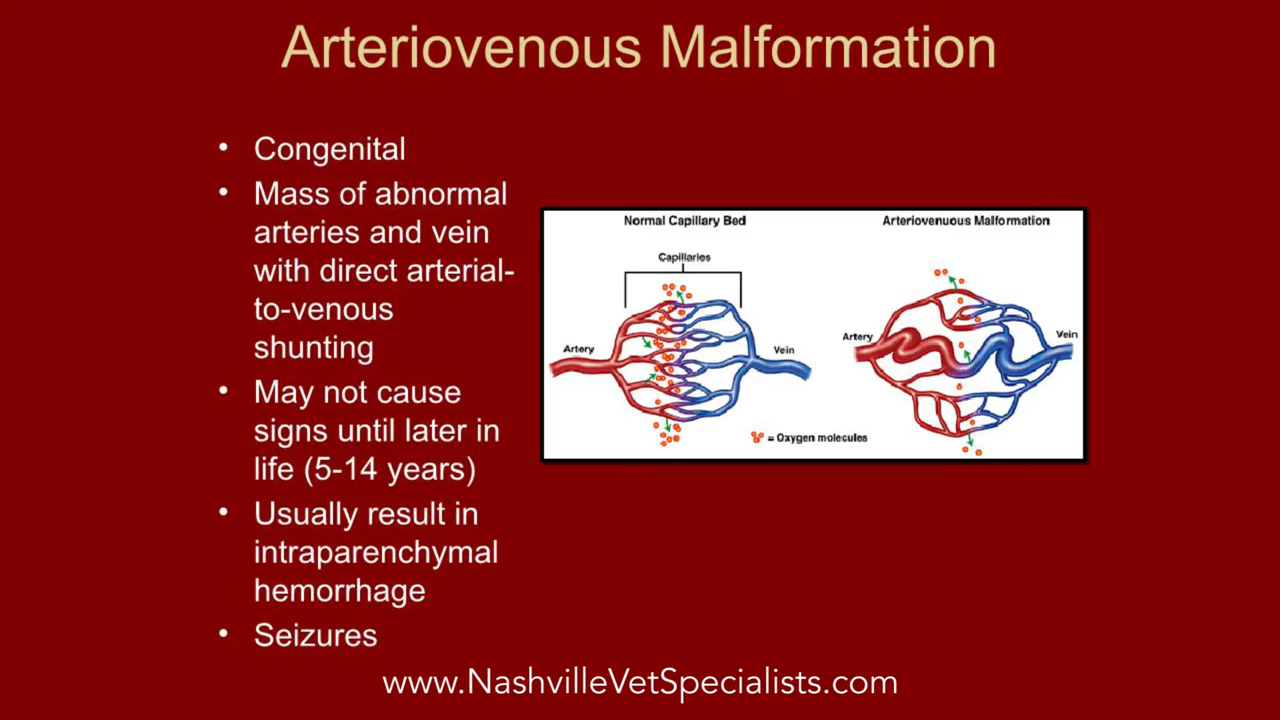 Arteriovenous Malformation
• Congenital
• Mass of abnormal
arteries and vein
with direct arterial-
to-venous
shunting
• May not cause
signs until later in
life (5-14 years)
• Usually result in
intraparenchymal
hemorrhage
• Seizures
Normal Capillary Bed
Capillaries
Artery
Vein
= Oxygen molecules
Arteriovenuous Malformation
Artery
Vein
www.NashvilleVetSpecialists.com